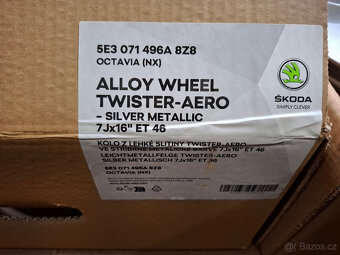 5E3 071 496A 8Z8
OCTAVIA (NX)
ALLOY WHEEL
TWISTER-AERO
– SILVER METALLIC
7Jx16" ET 46
ŠKODA
SIMPLY CLEVER
KOLO Z LEHKÉ SLITINY TWISTER-AERO
VE STŘÍBRNÉ METALICKÉ BARVĚ 7Jx16" ET 46
LEICHTMETALLFELGE TWISTER-AERO
SILBER METALLISCH 7Jx16" ET 46
5E3 071 496A 8Z8
OCTAVIA (NX)
Bazoš.cz